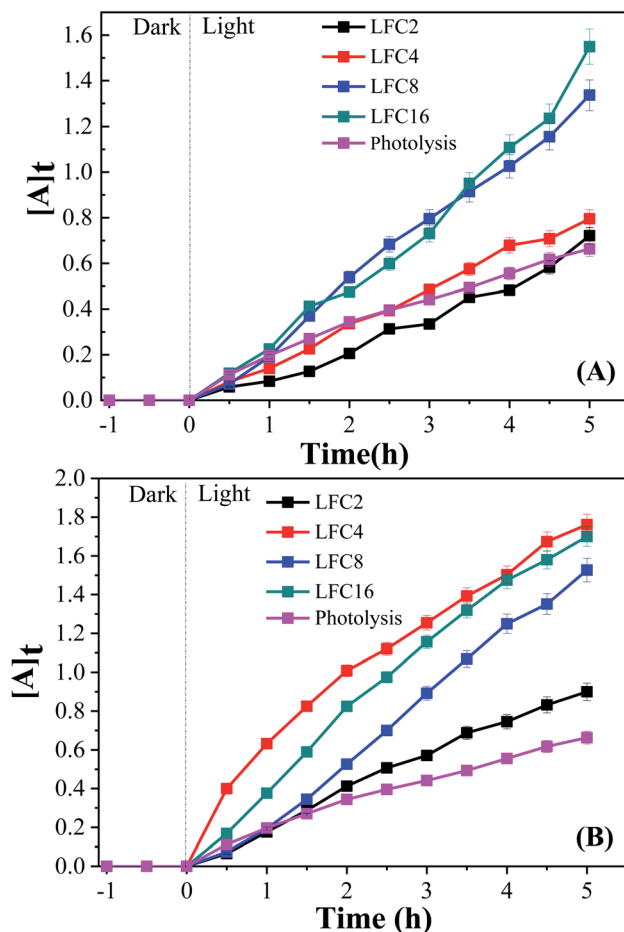 Dark Light
LFC2
LFC4
LFC8
LFC16
Photolysis
[A]t
1.6
1.4
1.2
1.0
0.8
0.6
0.4
0.2
0.0
(A)
-1 0 1 2 3 4 5
Time(h)
Dark Light
LFC2
LFC4
LFC8
LFC16
Photolysis
[A]t
2.0
1.8
1.6
1.4
1.2
1.0
0.8
0.6
0.4
0.2
0.0
(B)
-1 0 1 2 3 4 5
Time (h)